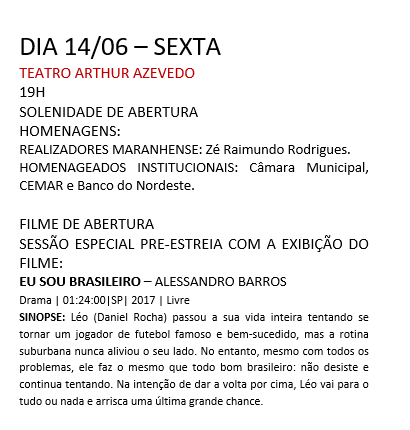 DIA 14/06 – SEXTA
TEATRO ARTHUR AZEVEDO
19H
SOLENIDADE DE ABERTURA
HOMENAGENS:
REALIZADORES MARANHENSE: Zé Raimundo Rodrigues.
HOMENAGEADOS INSTITUCIONAIS: Câmara Municipal,
CEMAR e Banco do Nordeste.
FILME DE ABERTURA
SESSÃO ESPECIAL PRE-ESTREIA COM A EXIBIÇÃO DO
FILME:
EU SOU BRASILEIRO – ALESSANDRO BARROS
Drama | 01:24:00|SP| 2017 | Livre
SINOPSE: Léo (Daniel Rocha) passou a sua vida inteira tentando se
tornar um jogador de futebol famoso e bem-sucedido, mas a rotina
suburbana nunca aliviou o seu lado. No entanto, mesmo com todos os
problemas, ele faz o mesmo que todo bom brasileiro: não desiste e
continua tentando. Na intenção de dar a volta por cima, Léo vai para o
tudo ou nada e arrisca uma última grande chance.